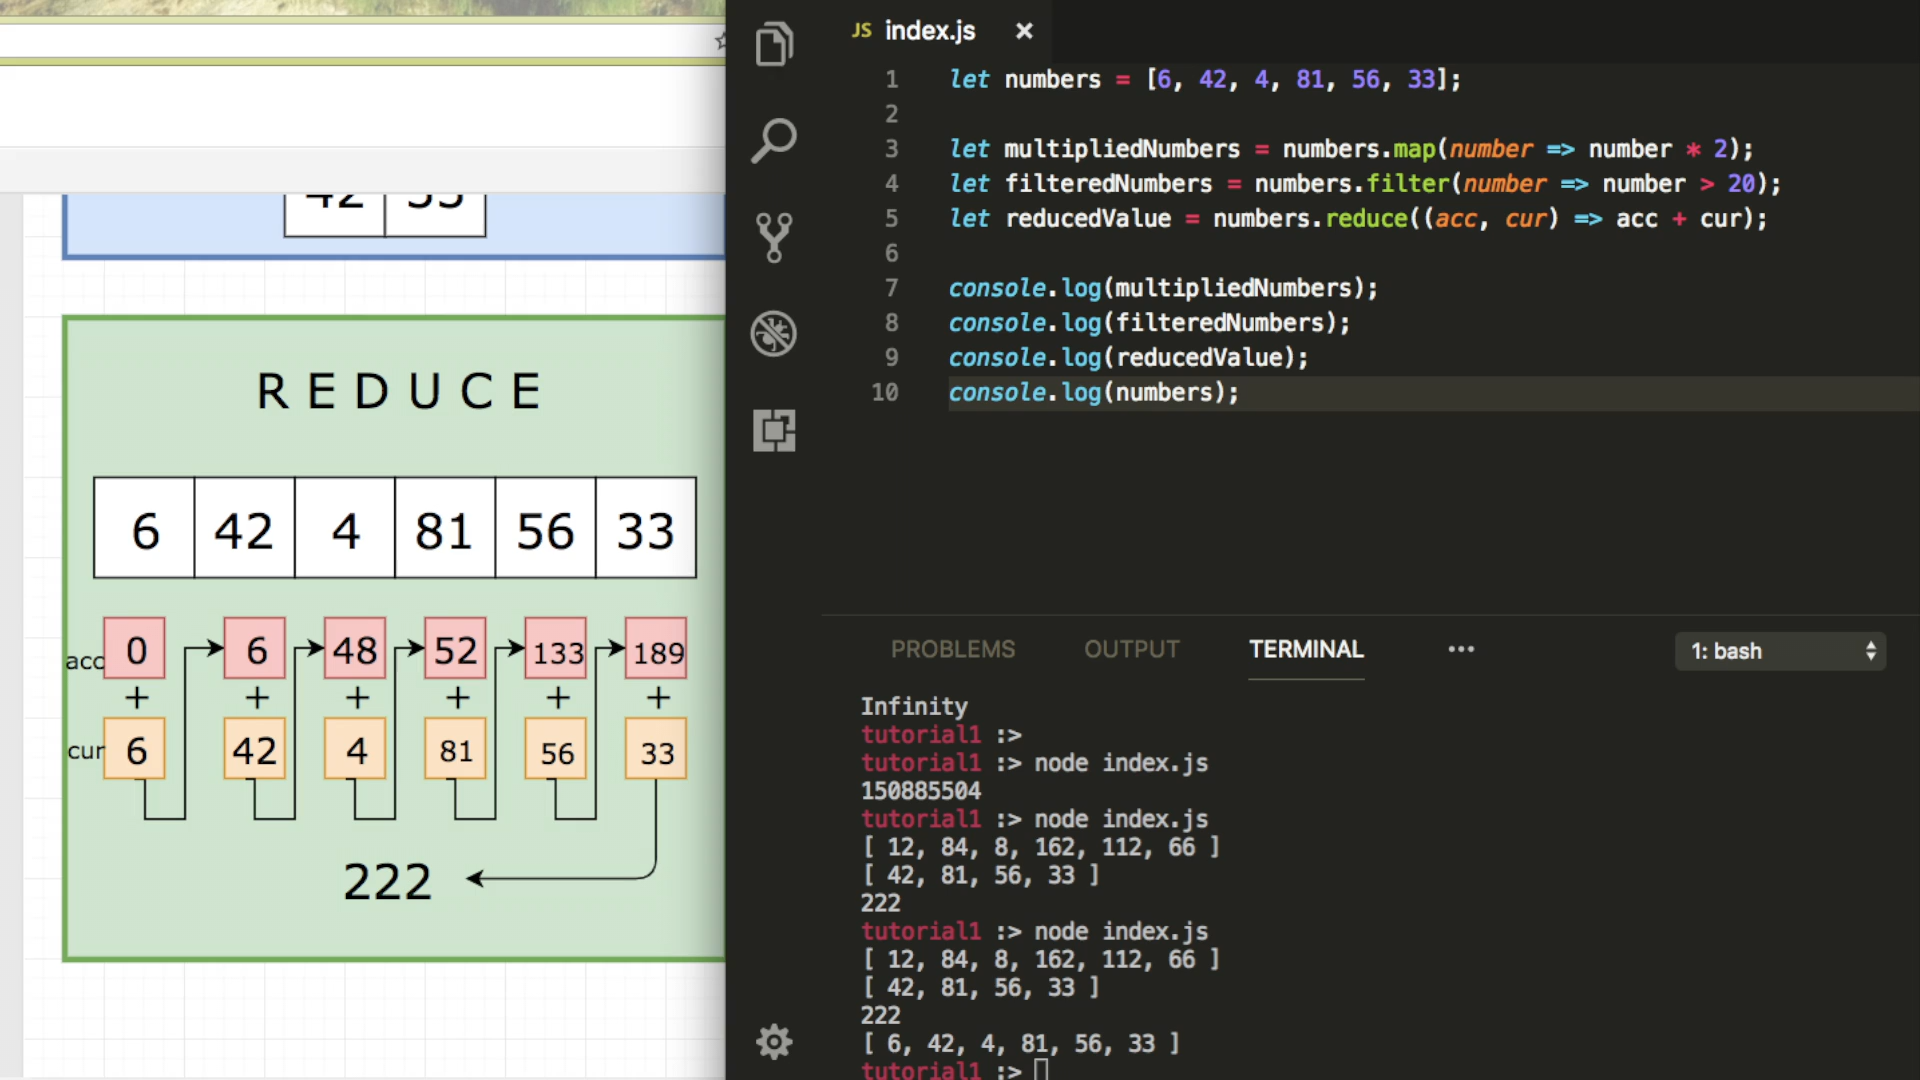 42 33
REDUCE
6 42 4 81 56 33
acc 0 6 48 52 133 189
+ + + + + +
cur 6 42 4 81 56 33
222
JS index.js ×
1 let numbers = [6, 42, 4, 81, 56, 33];
2
3 let multipliedNumbers = numbers.map(number => number * 2);
4 let filteredNumbers = numbers.filter(number => number > 20);
5 let reducedValue = numbers.reduce((acc, cur) => acc + cur);
6
7 console.log(multipliedNumbers);
8 console.log(filteredNumbers);
9 console.log(reducedValue);
10 console.log(numbers);
PROBLEMS OUTPUT TERMINAL ••• 1: bash
Infinity
tutorial1 :>
tutorial1 :> node index.js
150885504
tutorial1 :> node index.js
[ 12, 84, 8, 162, 112, 66 ]
[ 42, 81, 56, 33 ]
222
tutorial1 :> node index.js
[ 12, 84, 8, 162, 112, 66 ]
[ 42, 81, 56, 33 ]
222
[ 6, 42, 4, 81, 56, 33 ]
tutorial1 :>